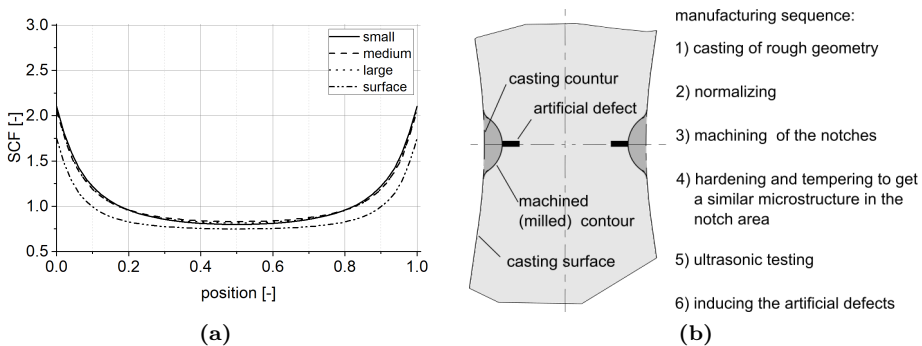 3.0
2.5
2.0
1.5
1.0
0.5
SCF [-]
0.0 0.2 0.4 0.6 0.8 1.0
position [-]
small
medium
large
surface
(a)
casting countur
artificial defect
machined
(milled) contour
casting surface
manufacturing sequence:
1) casting of rough geometry
2) normalizing
3) machining of the notches
4) hardening and tempering to get
a similar microstructure in the
notch area
5) ultrasonic testing
6) inducing the artificial defects
(b)